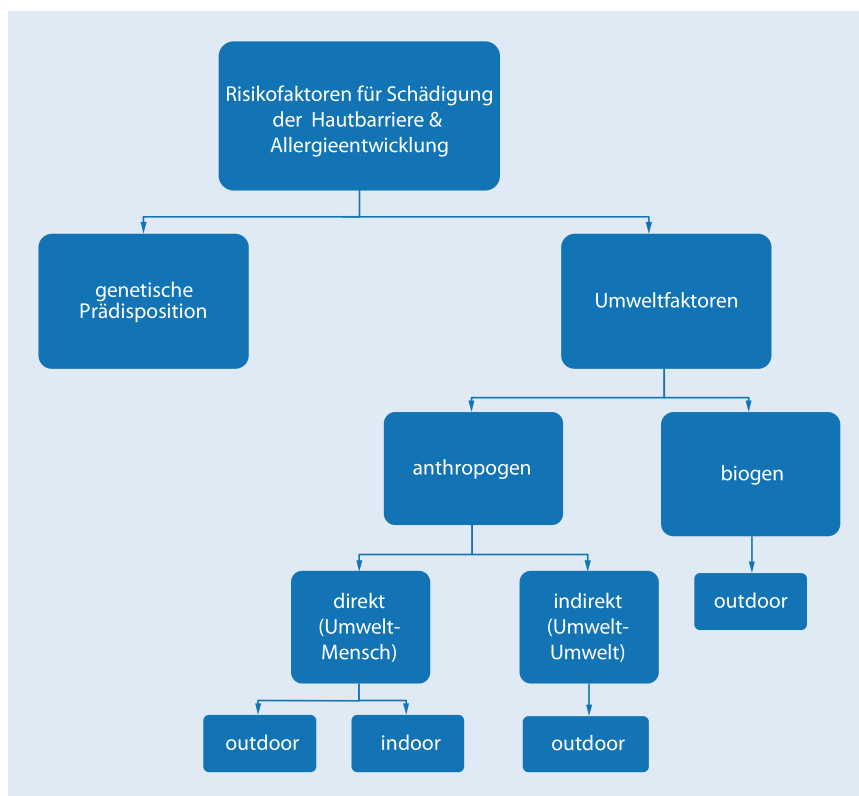 Risikofaktoren für Schädigung
der Hautbarriere &
Allergieentwicklung
genetische
Prädisposition
Umweltfaktoren
anthropogen
biogen
direkt
(Umwelt-
Mensch)
indirekt
(Umwelt-
Umwelt)
outdoor
outdoor
indoor
outdoor